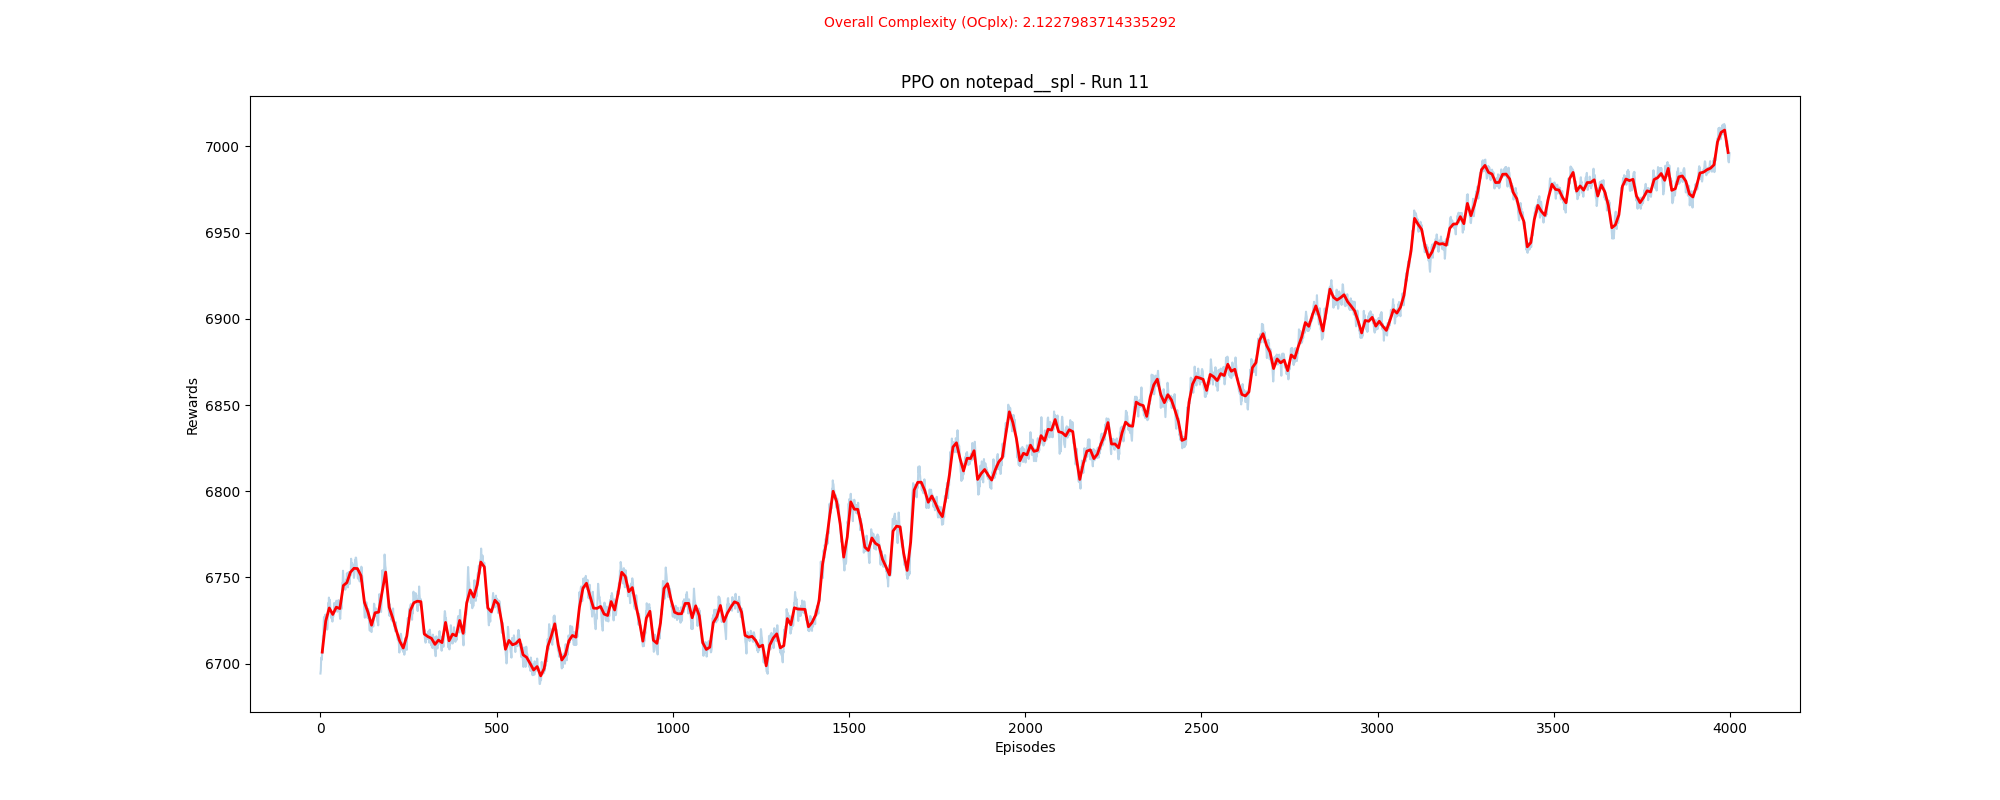 Overall Complexity (OCplx): 2.1227983714335292
PPO on notepad__spl - Run 11
7000
6950
6900
6850
6800
6750
6700
Rewards
0 500 1000 1500 2000 2500 3000 3500 4000
Episodes